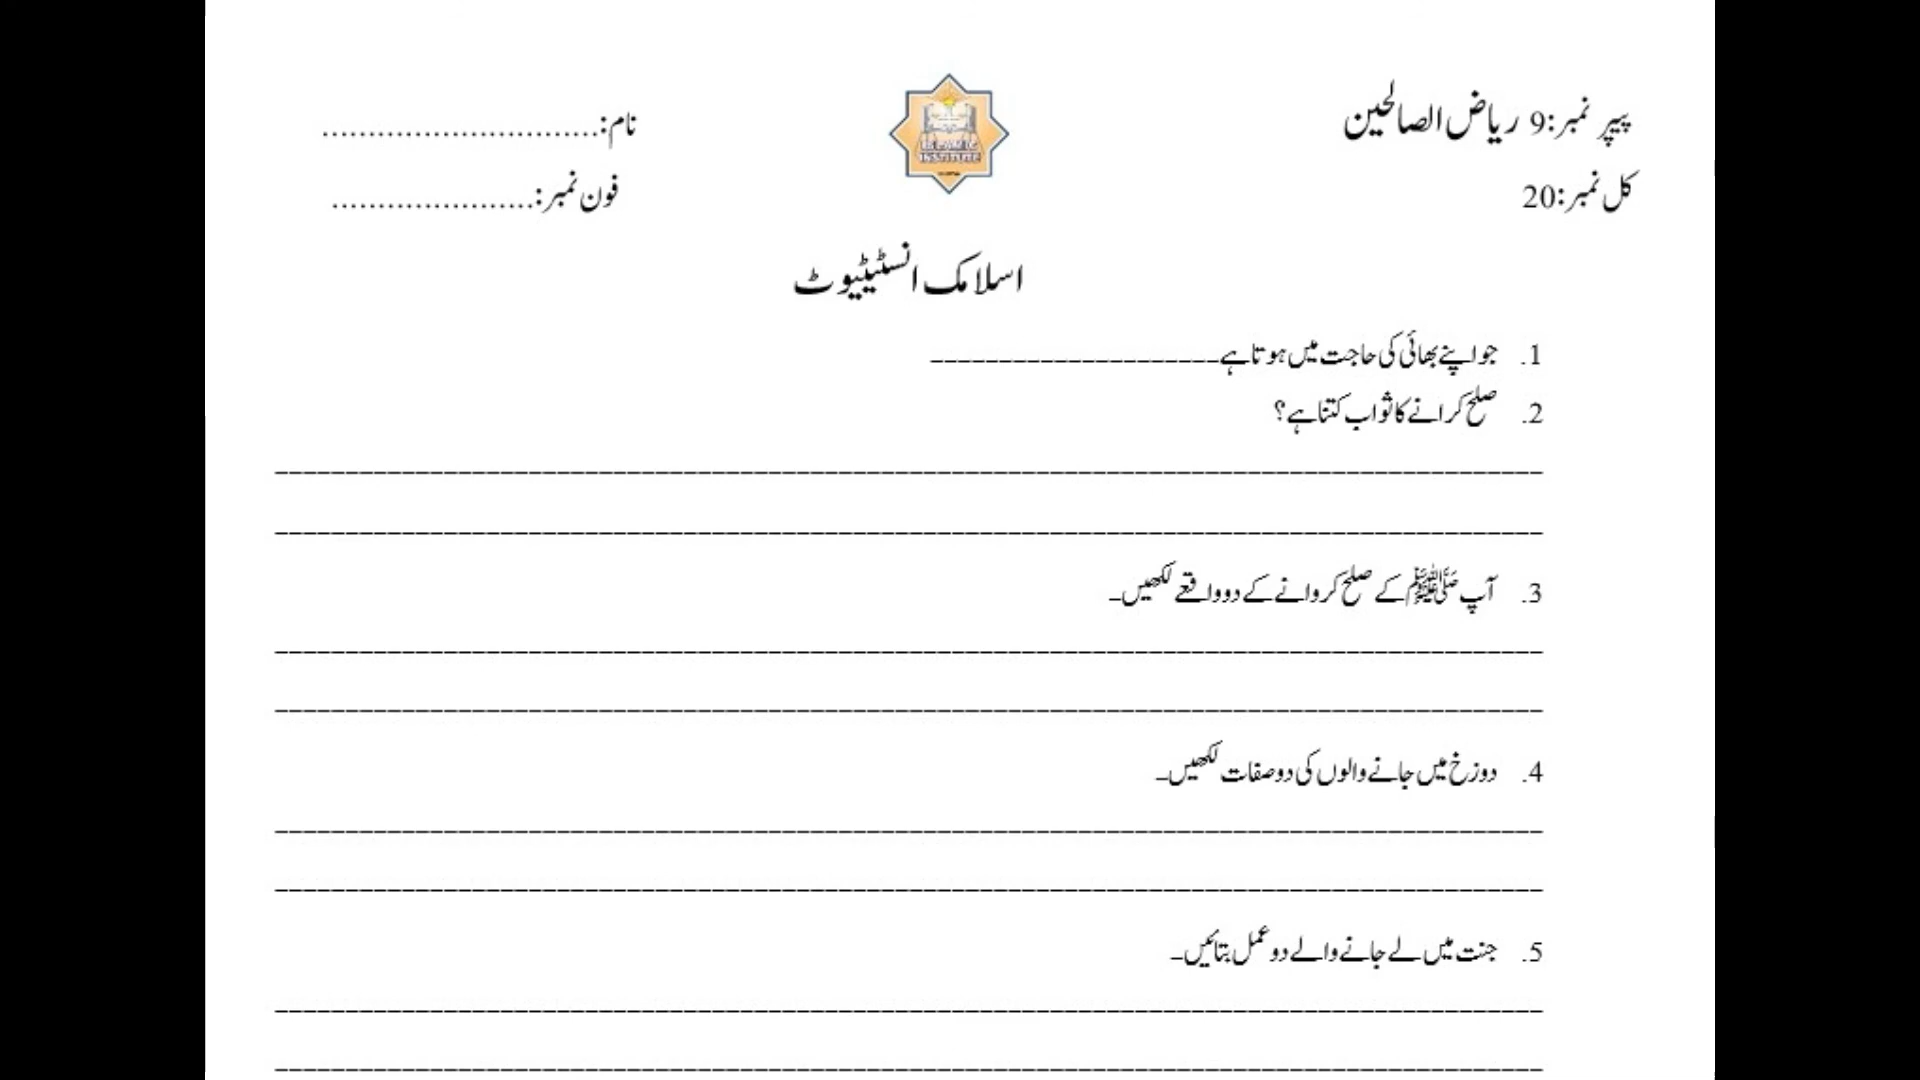 پیپر نمبر:9 ریاض الصالحین
نام:..............................
کل نمبر:20
فون نمبر:......................
ISLAMIC
INSTITUTE
اسلامک انسٹیٹیوٹ
1. جو اپنے بھائی کی حاجت میں ہوتا ہے_____________________
2. صلح کرانے کا ثواب کتنا ہے؟
3. آپ ﷺ کے صلح کروانے کے دو واقعے لکھیں۔
4. دوزخ میں جانے والوں کی دو صفات لکھیں۔
5. جنت میں لے جانے والے دو عمل بتائیں۔